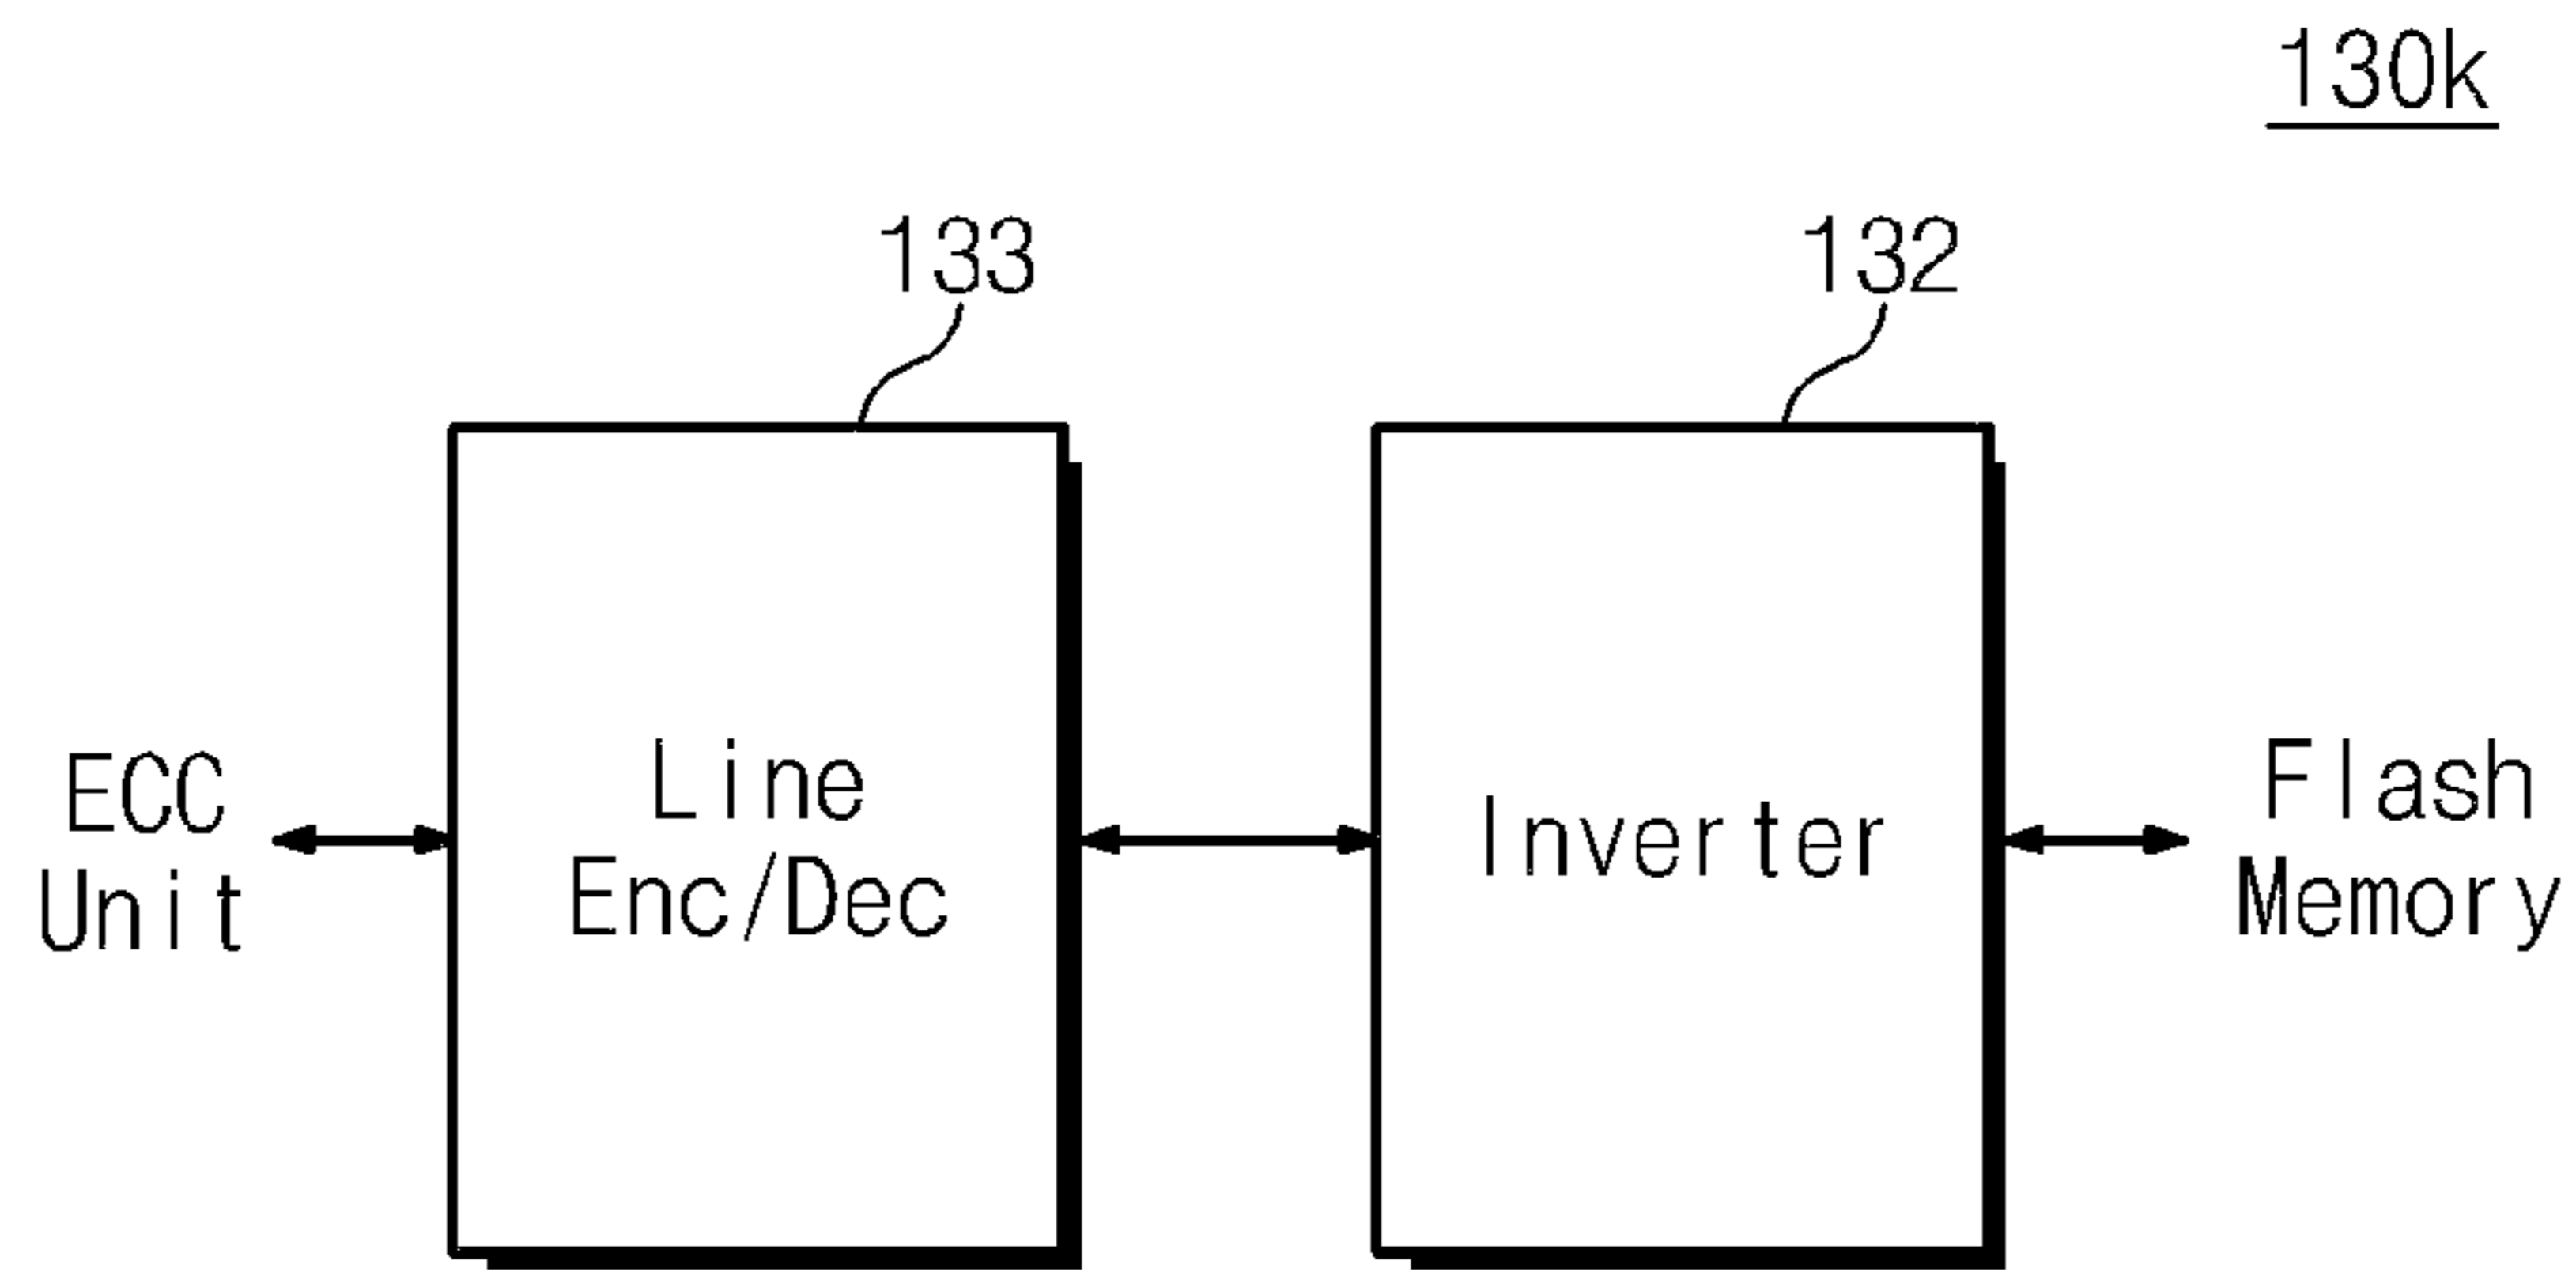 130k
133
132
ECC
Unit
Line
Enc/Dec
Inverter
Flash
Memory